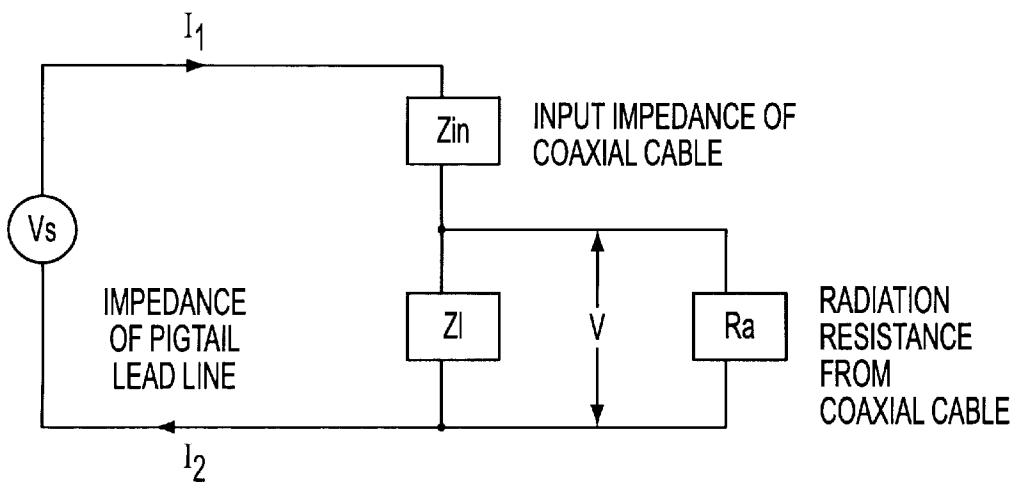 I1
Zin
INPUT IMPEDANCE OF
COAXIAL CABLE
Vs
IMPEDANCE
OF PIGTAIL
LEAD LINE
Zl
V
Ra
RADIATION
RESISTANCE
FROM
COAXIAL CABLE
I2